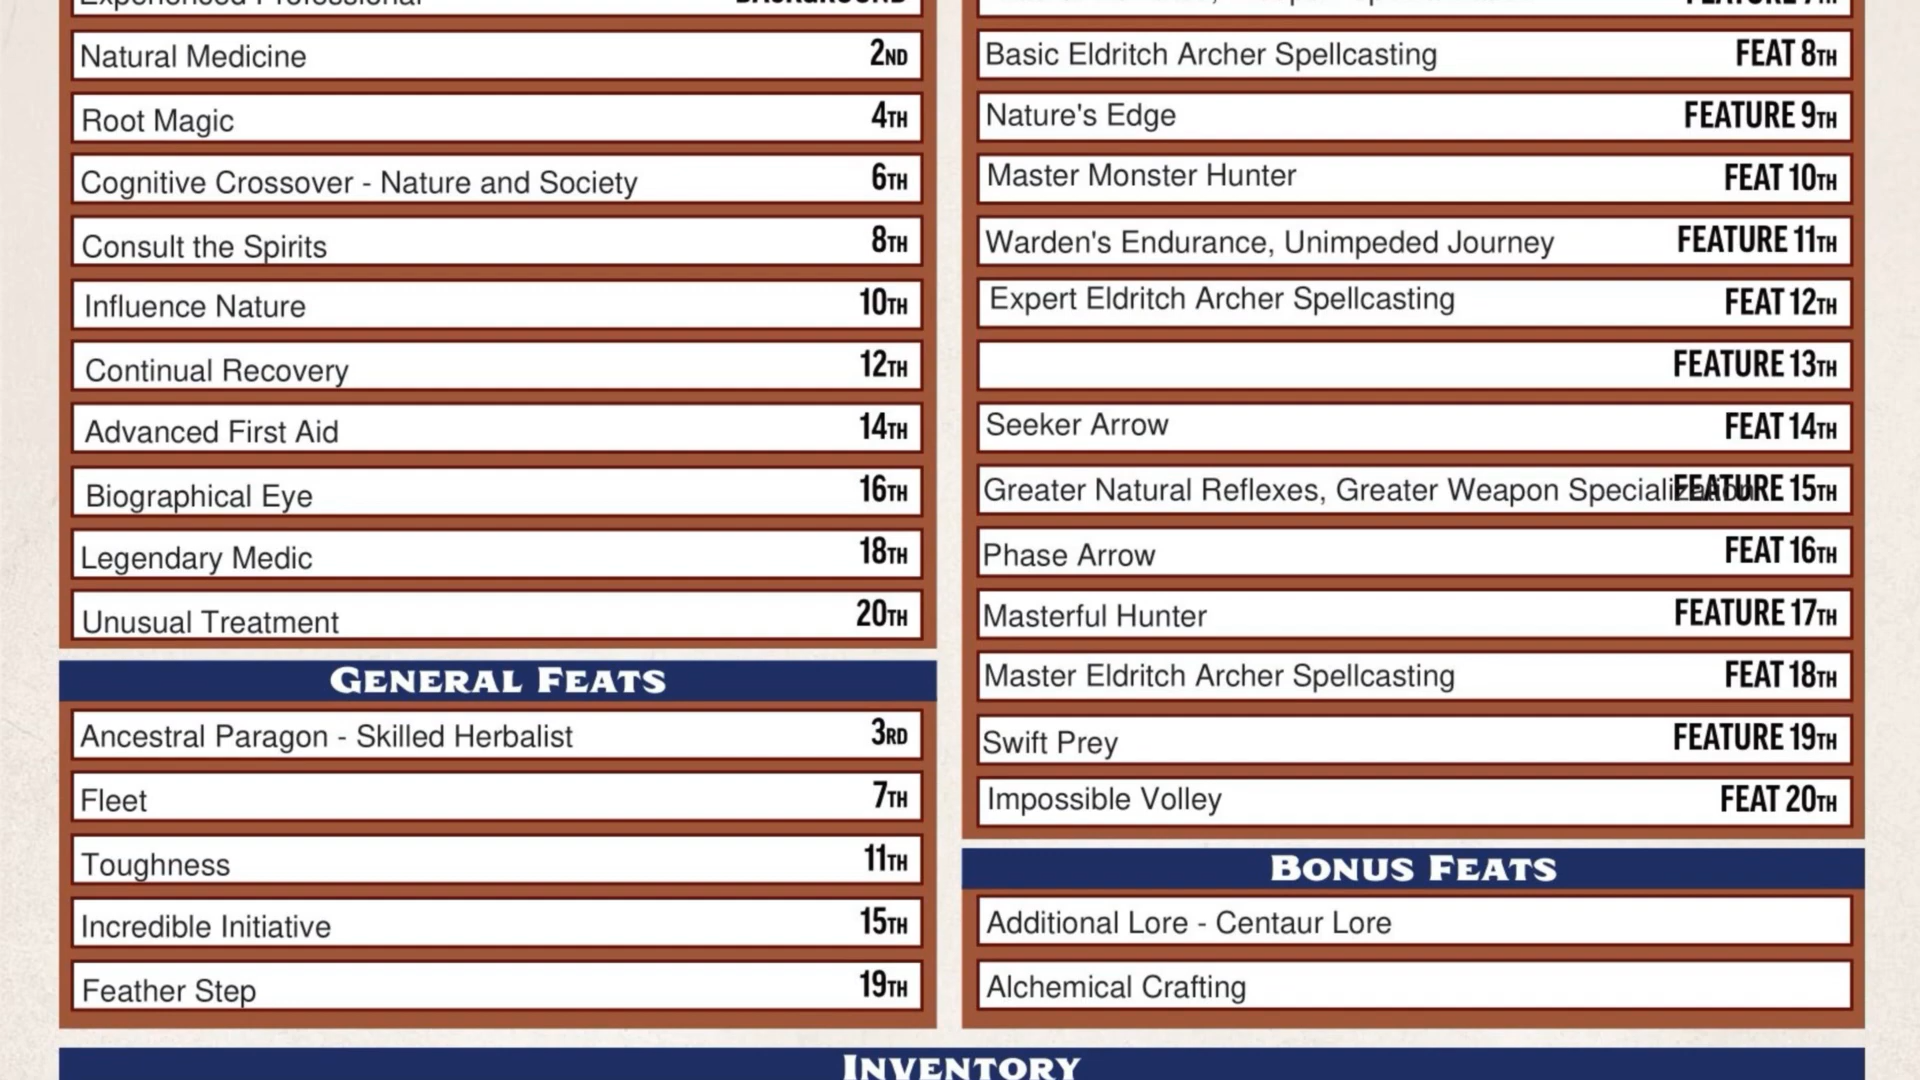 Experienced Professional BACKGROUND
Natural Medicine 2ND
Root Magic 4TH
Cognitive Crossover - Nature and Society 6TH
Consult the Spirits 8TH
Influence Nature 10TH
Continual Recovery 12TH
Advanced First Aid 14TH
Biographical Eye 16TH
Legendary Medic 18TH
Unusual Treatment 20TH
GENERAL FEATS
Ancestral Paragon - Skilled Herbalist 3RD
Fleet 7TH
Toughness 11TH
Incredible Initiative 15TH
Feather Step 19TH
FEATURE 7TH
Basic Eldritch Archer Spellcasting FEAT 8TH
Nature's Edge FEATURE 9TH
Master Monster Hunter FEAT 10TH
Warden's Endurance, Unimpeded Journey FEATURE 11TH
Expert Eldritch Archer Spellcasting FEAT 12TH
FEATURE 13TH
Seeker Arrow FEAT 14TH
Greater Natural Reflexes, Greater Weapon Specialization FEATURE 15TH
Phase Arrow FEAT 16TH
Masterful Hunter FEATURE 17TH
Master Eldritch Archer Spellcasting FEAT 18TH
Swift Prey FEATURE 19TH
Impossible Volley FEAT 20TH
BONUS FEATS
Additional Lore - Centaur Lore
Alchemical Crafting
INVENTORY